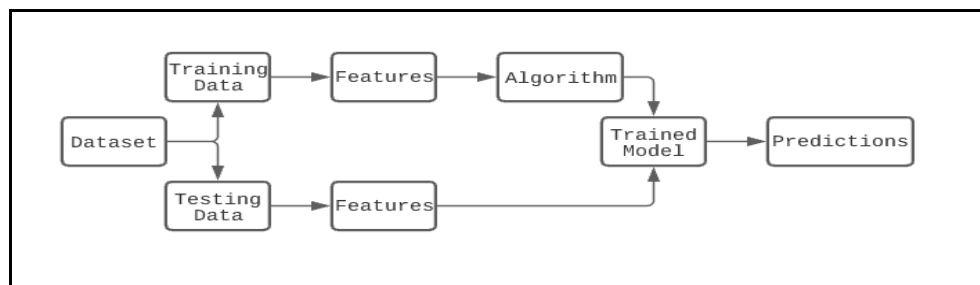 Training
Data
Features
Algorithm
Dataset
Trained
Model
Predictions
Testing
Data
Features